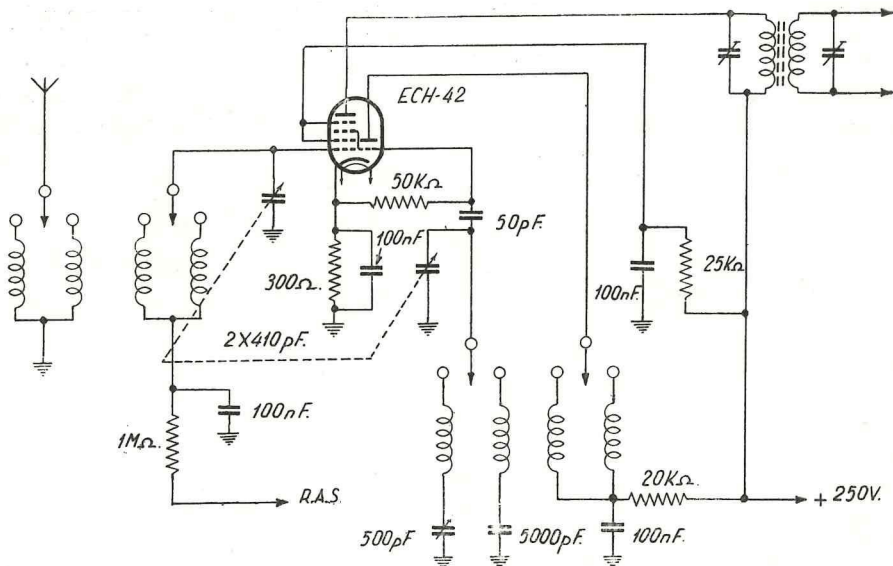 ECH-42
50KΩ
50pF.
100nF.
300Ω.
100nF.
25KΩ
2X410pF.
100nF.
1MΩ.
R.A.S.
20KΩ
+ 250V.
500pF
5000pF.
100nF.